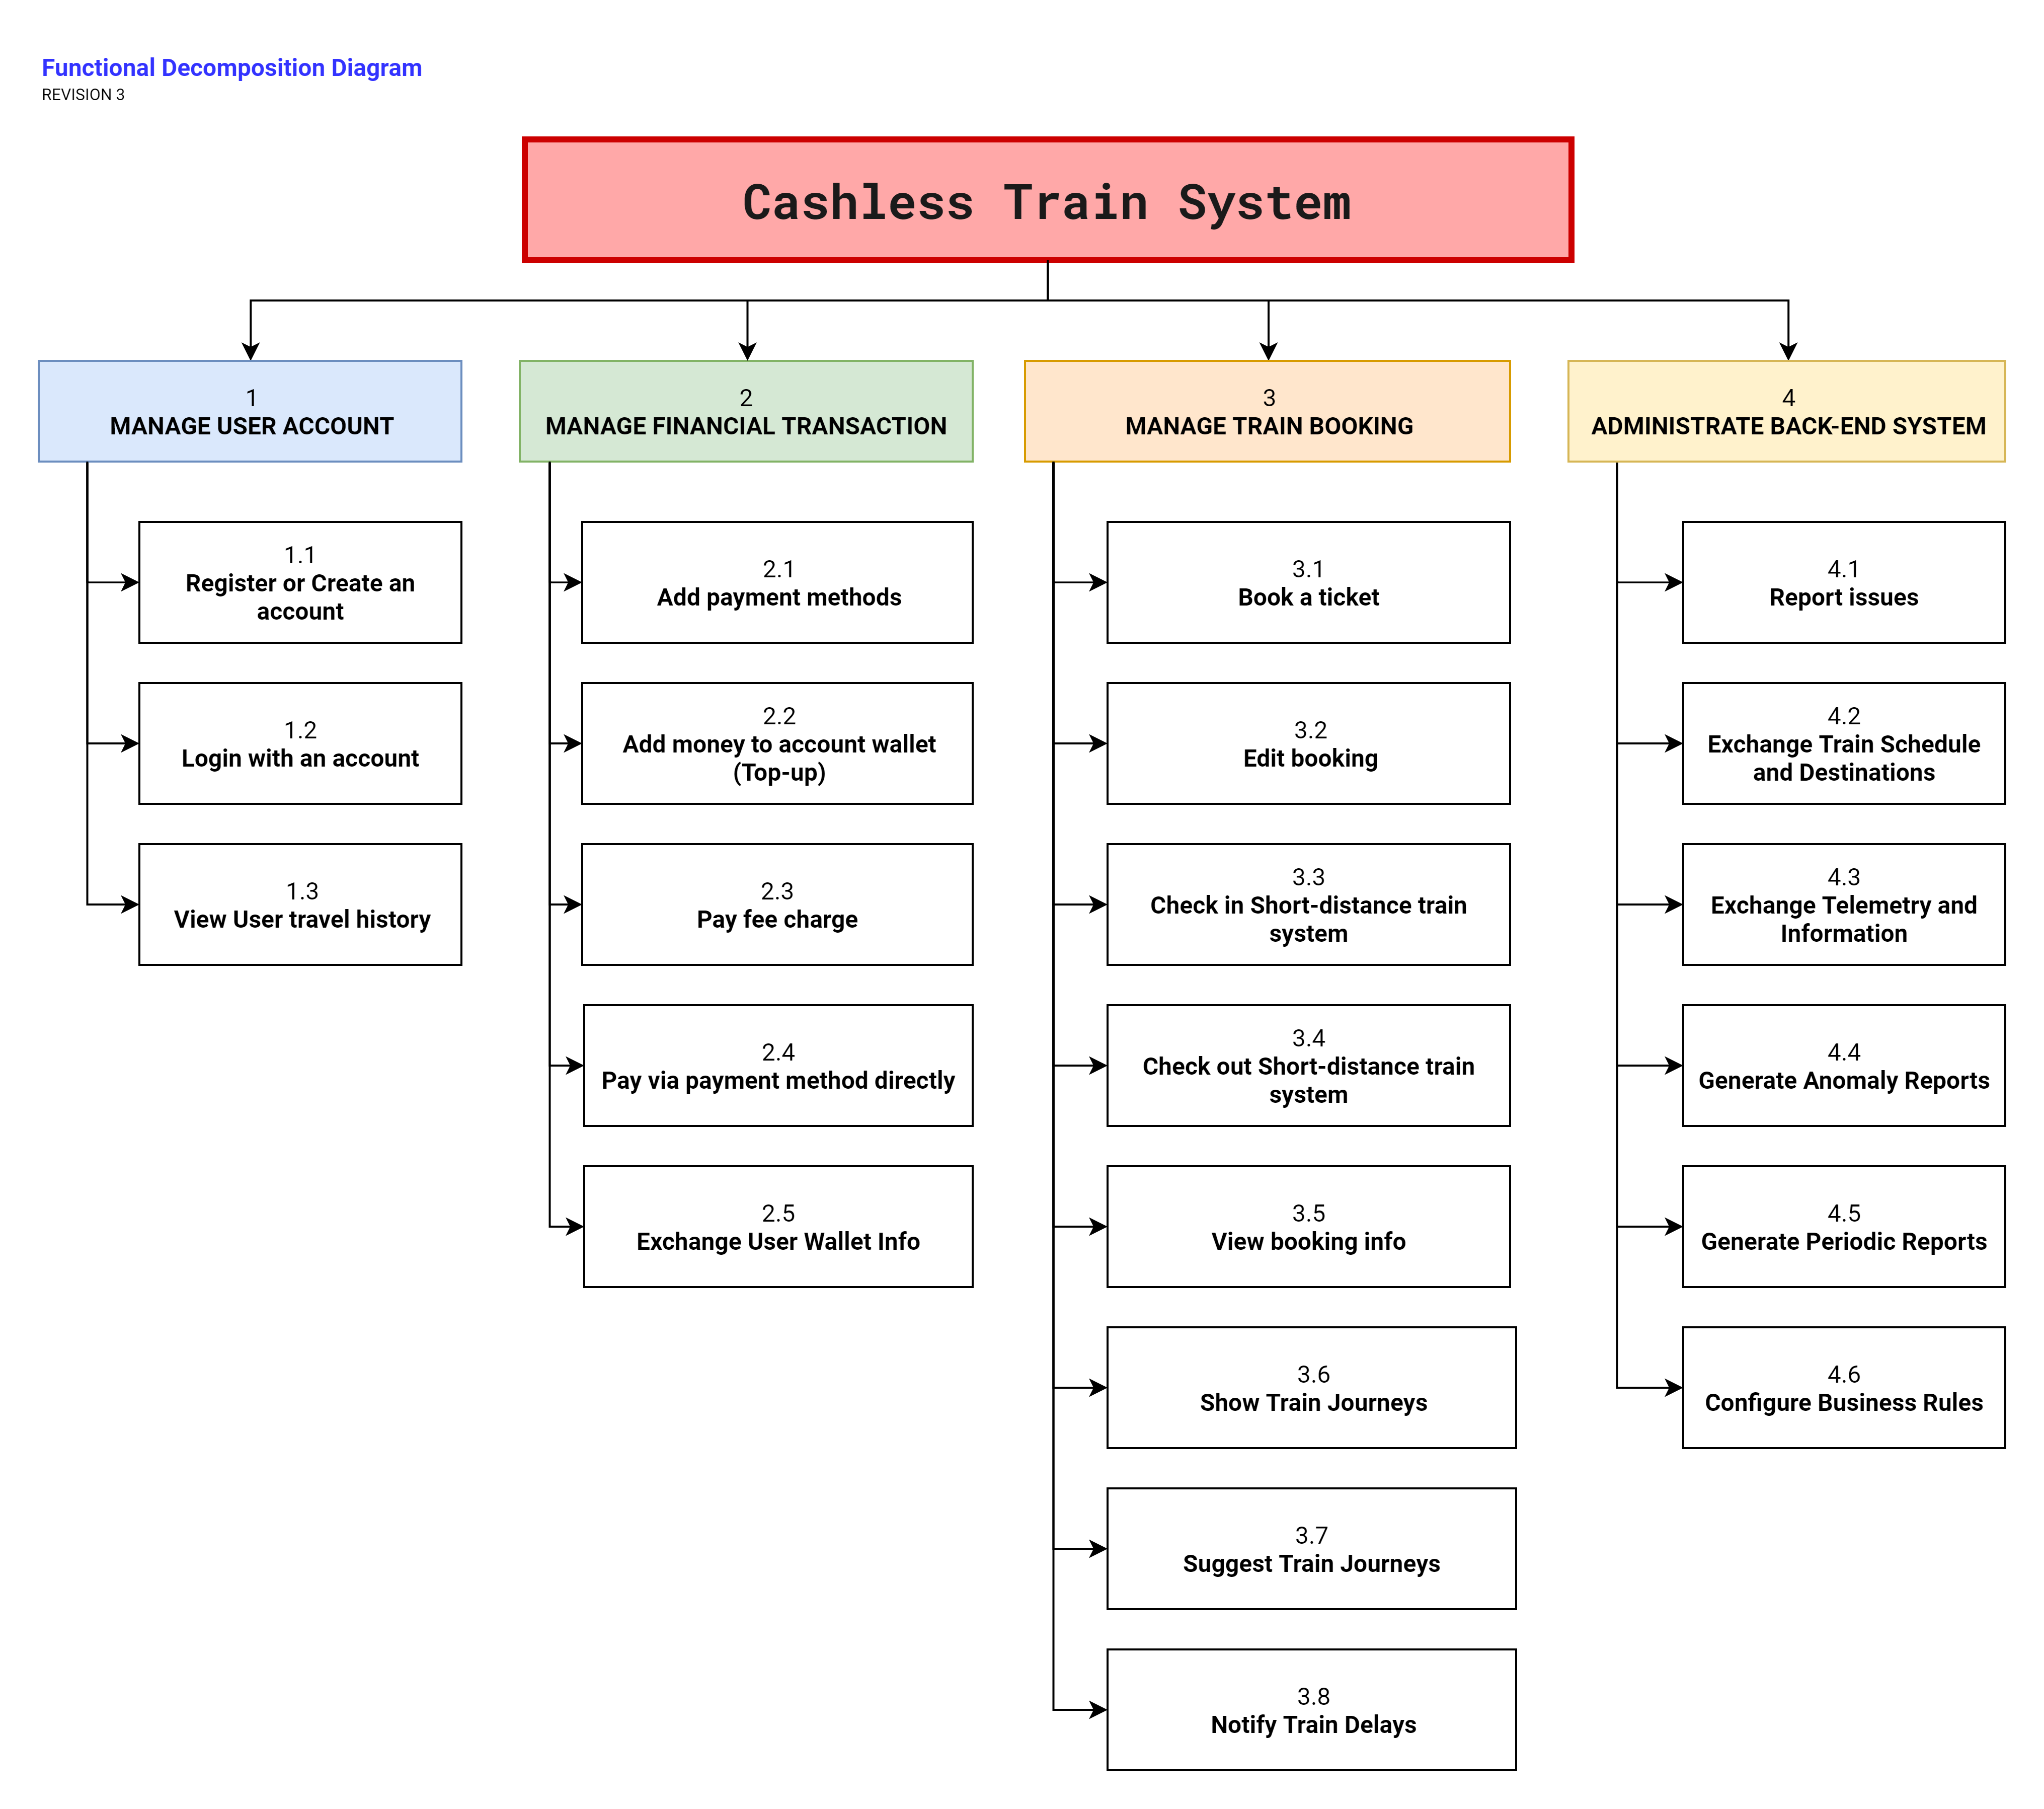 Functional Decomposition Diagram
REVISION 3
Cashless Train System
1
MANAGE USER ACCOUNT
2
MANAGE FINANCIAL TRANSACTION
3
MANAGE TRAIN BOOKING
4
ADMINISTRATE BACK-END SYSTEM
1.1
Register or Create an
account
1.2
Login with an account
1.3
View User travel history
2.1
Add payment methods
2.2
Add money to account wallet
(Top-up)
2.3
Pay fee charge
2.4
Pay via payment method directly
2.5
Exchange User Wallet Info
3.1
Book a ticket
3.2
Edit booking
3.3
Check in Short-distance train
system
3.4
Check out Short-distance train
system
3.5
View booking info
3.6
Show Train Journeys
3.7
Suggest Train Journeys
3.8
Notify Train Delays
4.1
Report issues
4.2
Exchange Train Schedule
and Destinations
4.3
Exchange Telemetry and
Information
4.4
Generate Anomaly Reports
4.5
Generate Periodic Reports
4.6
Configure Business Rules